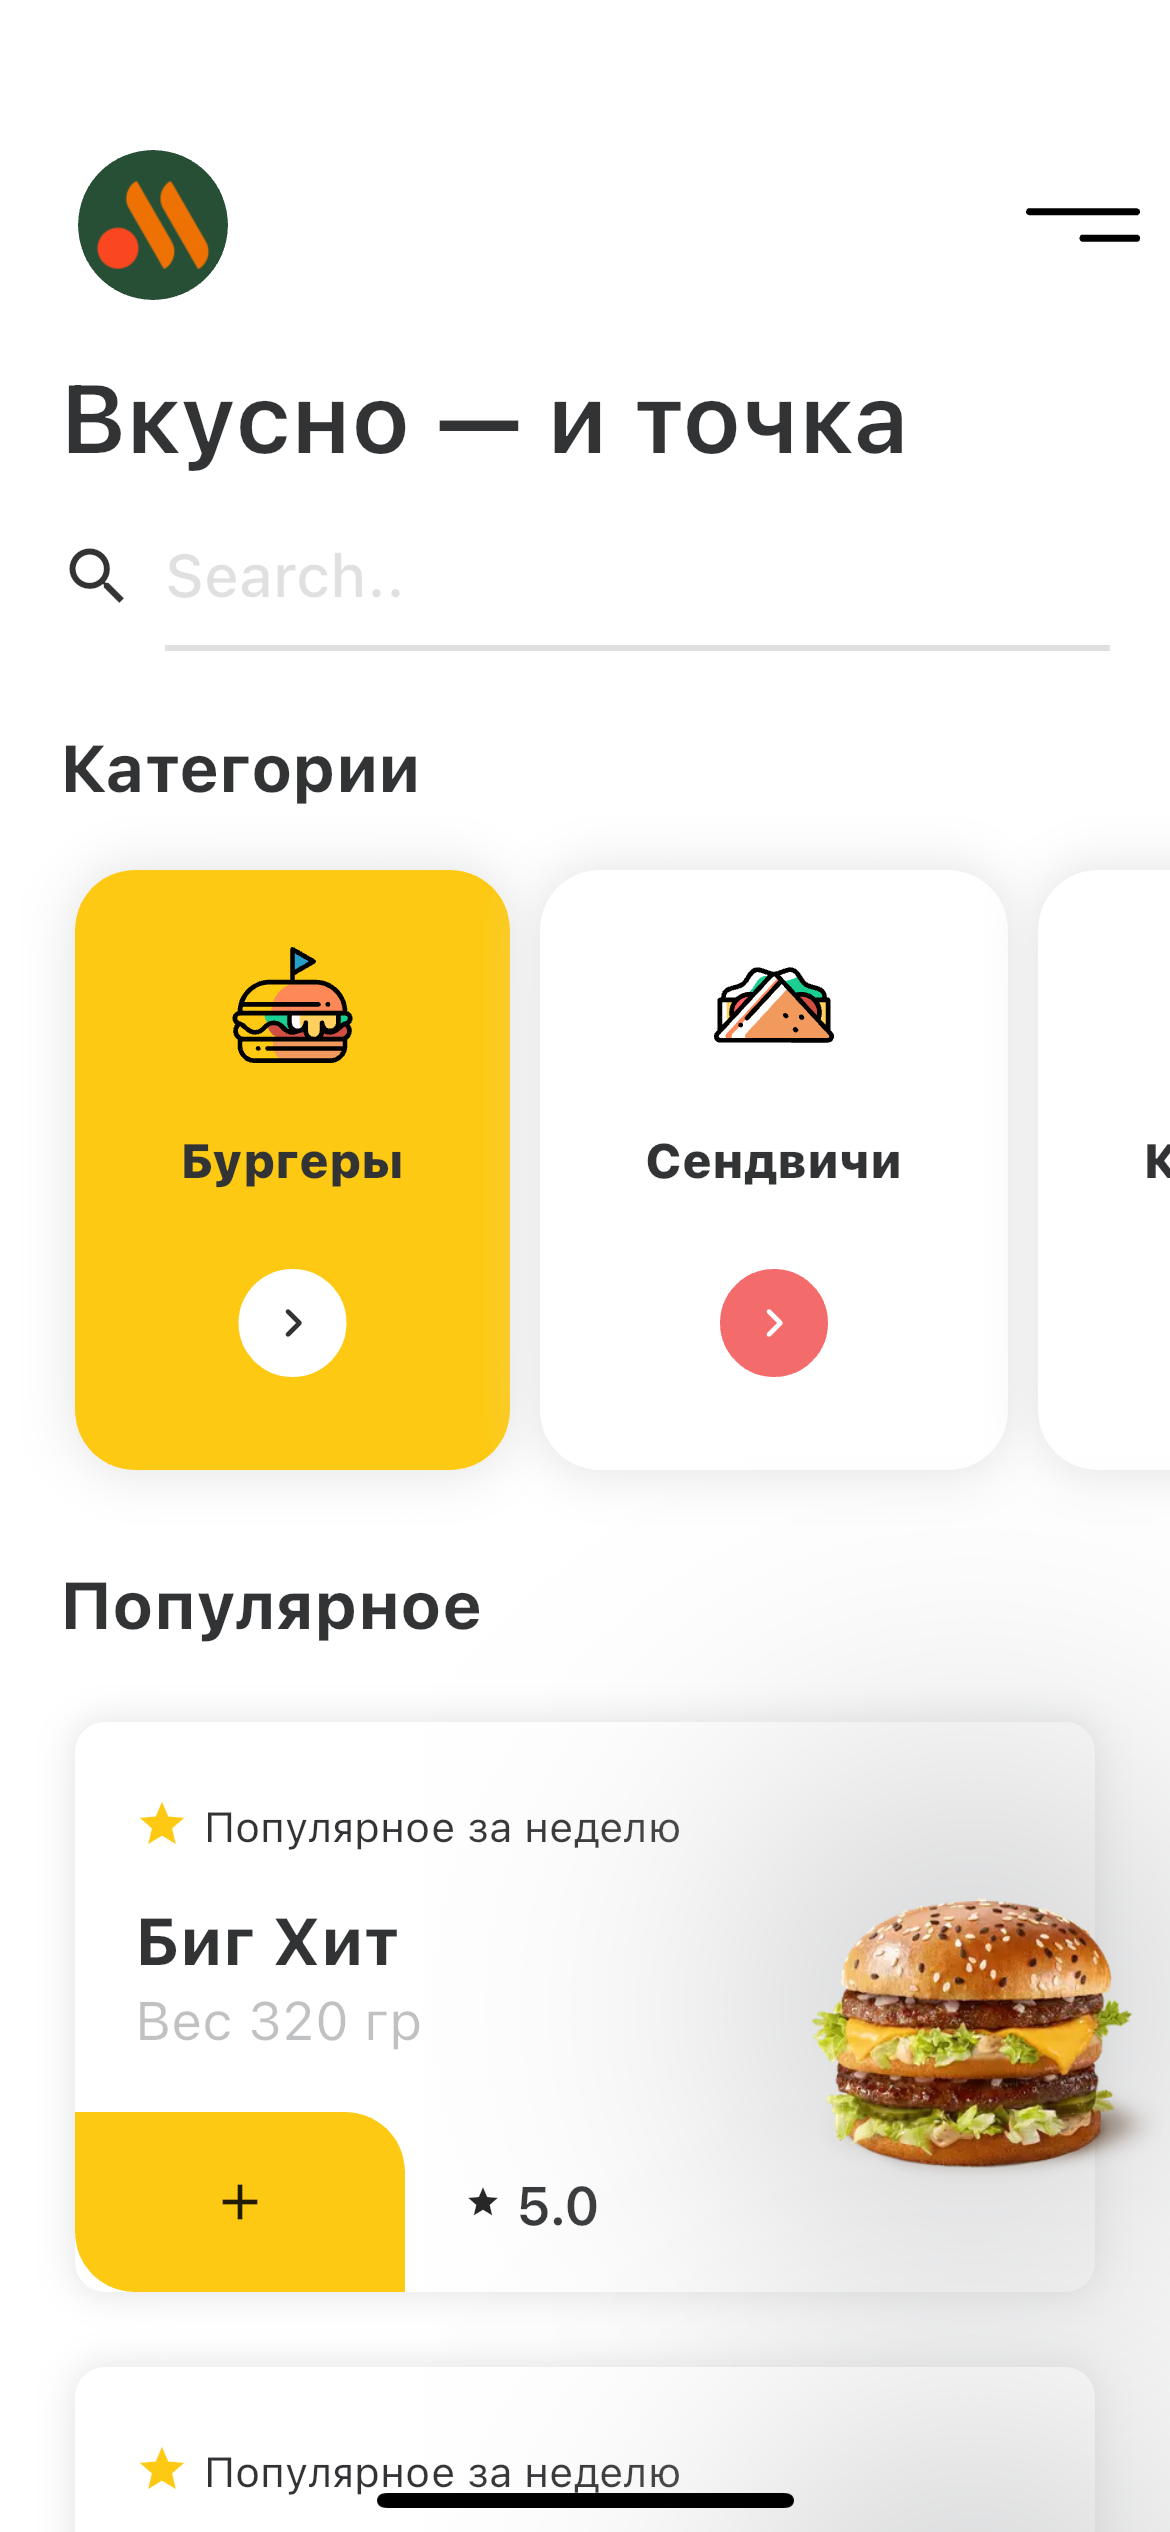 Вкусно — и точка
Search..
Категории
Бургеры
Сендвичи
Популярное
Популярное за неделю
Биг Хит
Вес 320 гр
+
5.0
Популярное за неделю